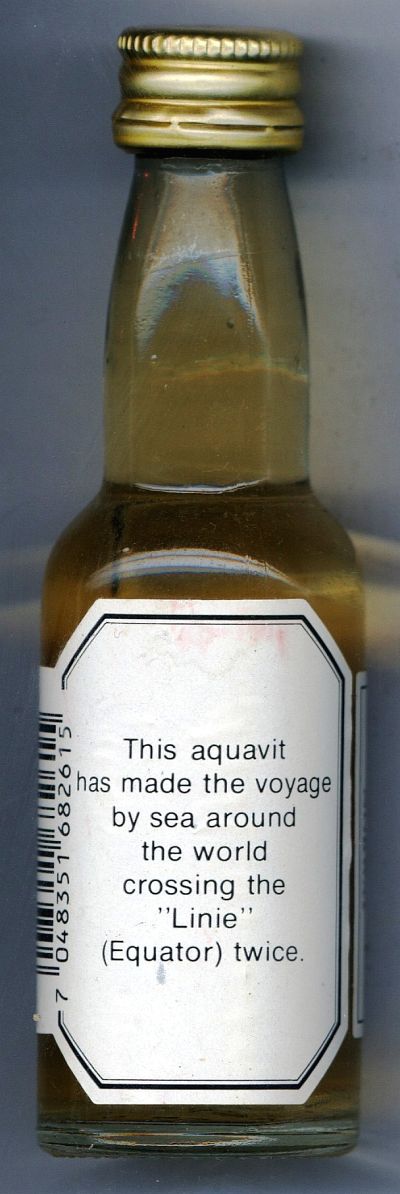 This aquavit
has made the voyage
by sea around
the world
crossing the
"Linie"
(Equator) twice.
7 048351 682615